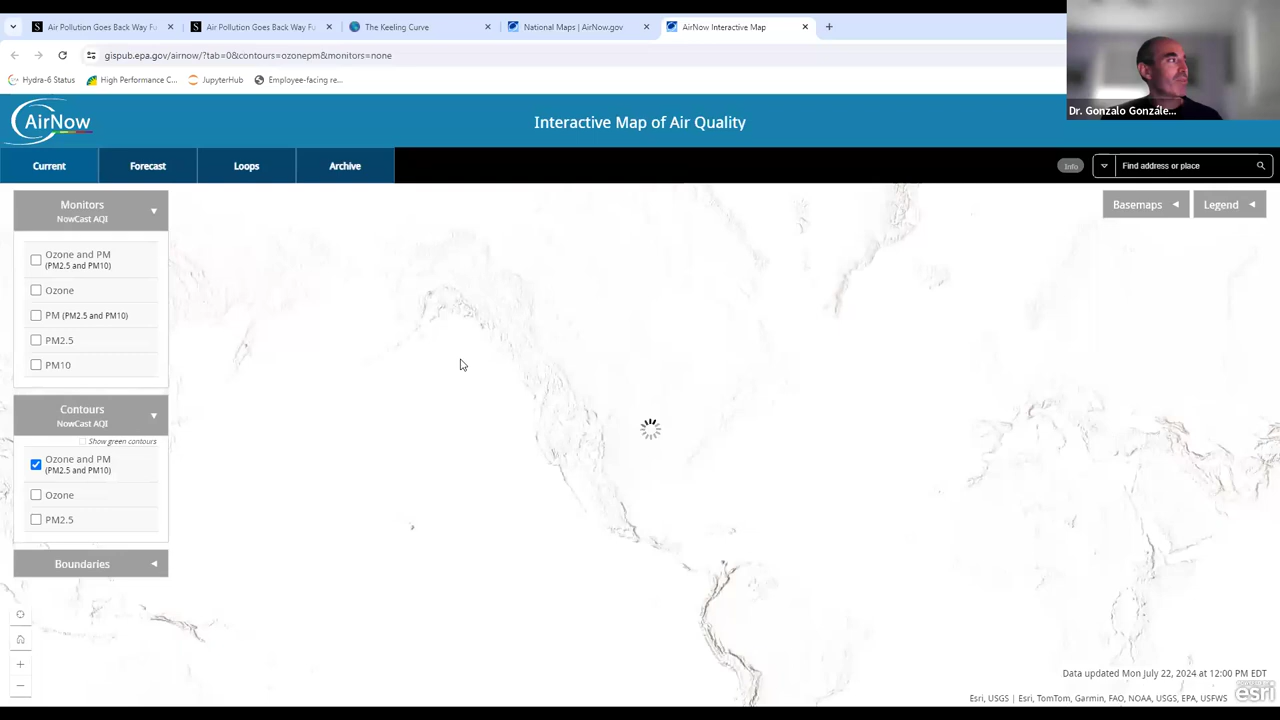 Air Pollution Goes Back Way Fu
Air Pollution Goes Back Way Fu
The Keeling Curve
National Maps | AirNow.gov
AirNow Interactive Map
gispub.epa.gov/airnow/?tab=0&contours=ozonepm&monitors=none
Hydra-6 Status
High Performance C...
JupyterHub
Employee-facing re...
Dr. Gonzalo Gonzále...
AirNow
Interactive Map of Air Quality
Current
Forecast
Loops
Archive
Info
Find address or place
Monitors
NowCast AQI
Ozone and PM
(PM2.5 and PM10)
Ozone
PM (PM2.5 and PM10)
PM2.5
PM10
Contours
NowCast AQI
Show green contours
Ozone and PM
(PM2.5 and PM10)
Ozone
PM2.5
Boundaries
Basemaps
Legend
Data updated Mon July 22, 2024 at 12:00 PM EDT
Esri, USGS | Esri, TomTom, Garmin, FAO, NOAA, USGS, EPA, USFWS
esri